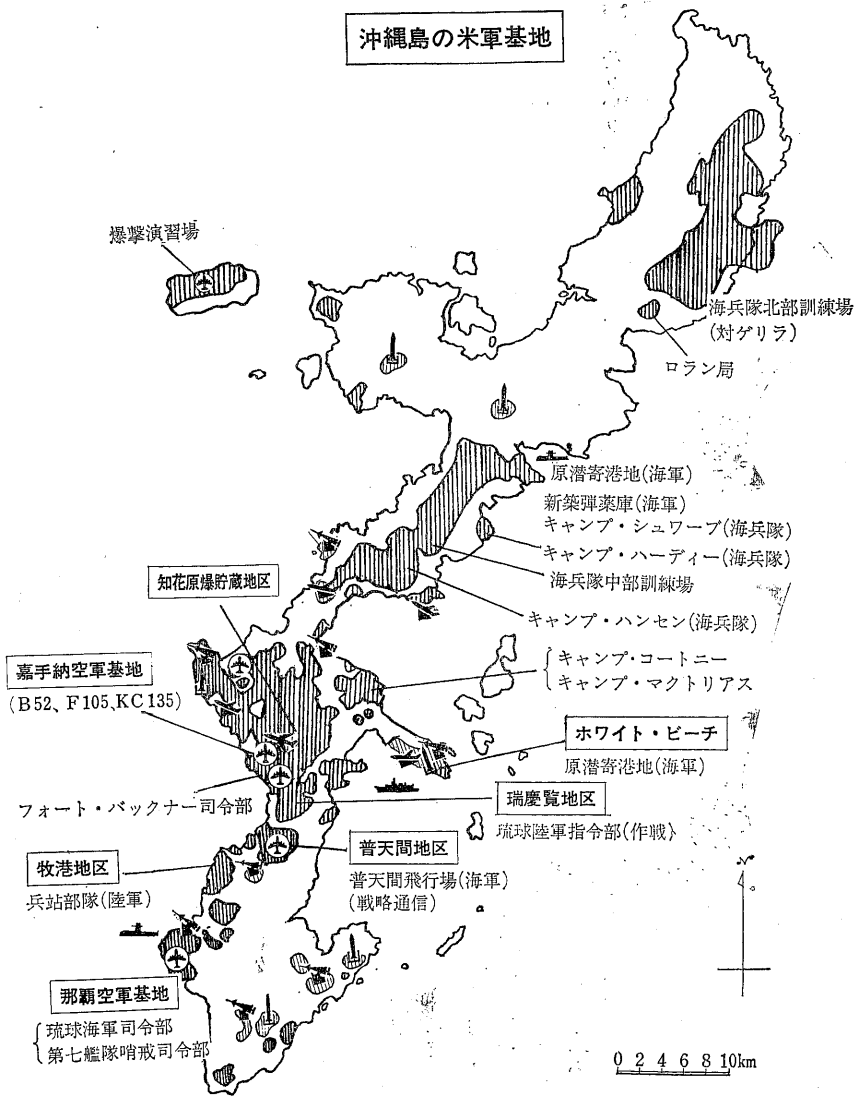 沖縄島の米軍基地
爆撃演習場
海兵隊北部訓練場
(対ゲリラ)
ロラン局
原潜寄港地(海軍)
新築弾薬庫(海軍)
キャンプ・シュワーブ(海兵隊)
キャンプ・ハーディー(海兵隊)
海兵隊中部訓練場
キャンプ・ハンセン(海兵隊)
知花原爆貯蔵地区
嘉手納空軍基地
(B52、F105、KC135)
キャンプ・コートニー
キャンプ・マクトリアス
ホワイト・ビーチ
原潜寄港地(海軍)
フォート・バックナー司令部
瑞慶覧地区
琉球陸軍指令部(作戦)
普天間地区
普天間飛行場(海軍)
(戦略通信)
牧港地区
兵站部隊(陸軍)
那覇空軍基地
琉球海軍司令部
第七艦隊哨戒司令部
N
0 2 4 6 8 10km